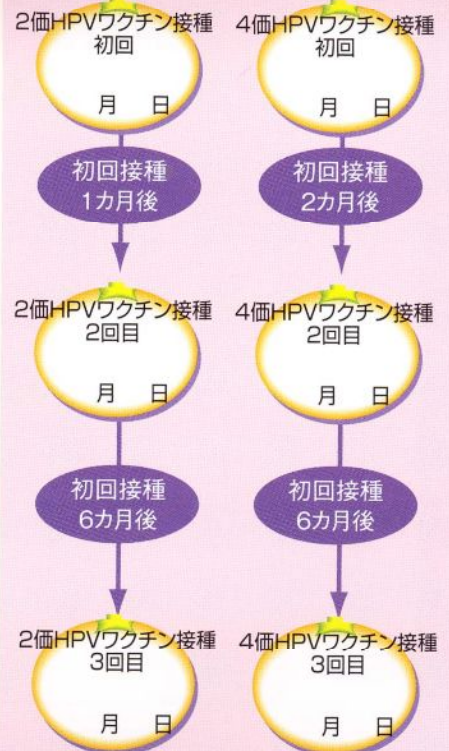 2価HPVワクチン接種
初回
月 日
初回接種
1カ月後
2価HPVワクチン接種
2回目
月 日
初回接種
6カ月後
2価HPVワクチン接種
3回目
月 日
4価HPVワクチン接種
初回
月 日
初回接種
2カ月後
4価HPVワクチン接種
2回目
月 日
初回接種
6カ月後
4価HPVワクチン接種
3回目
月 日